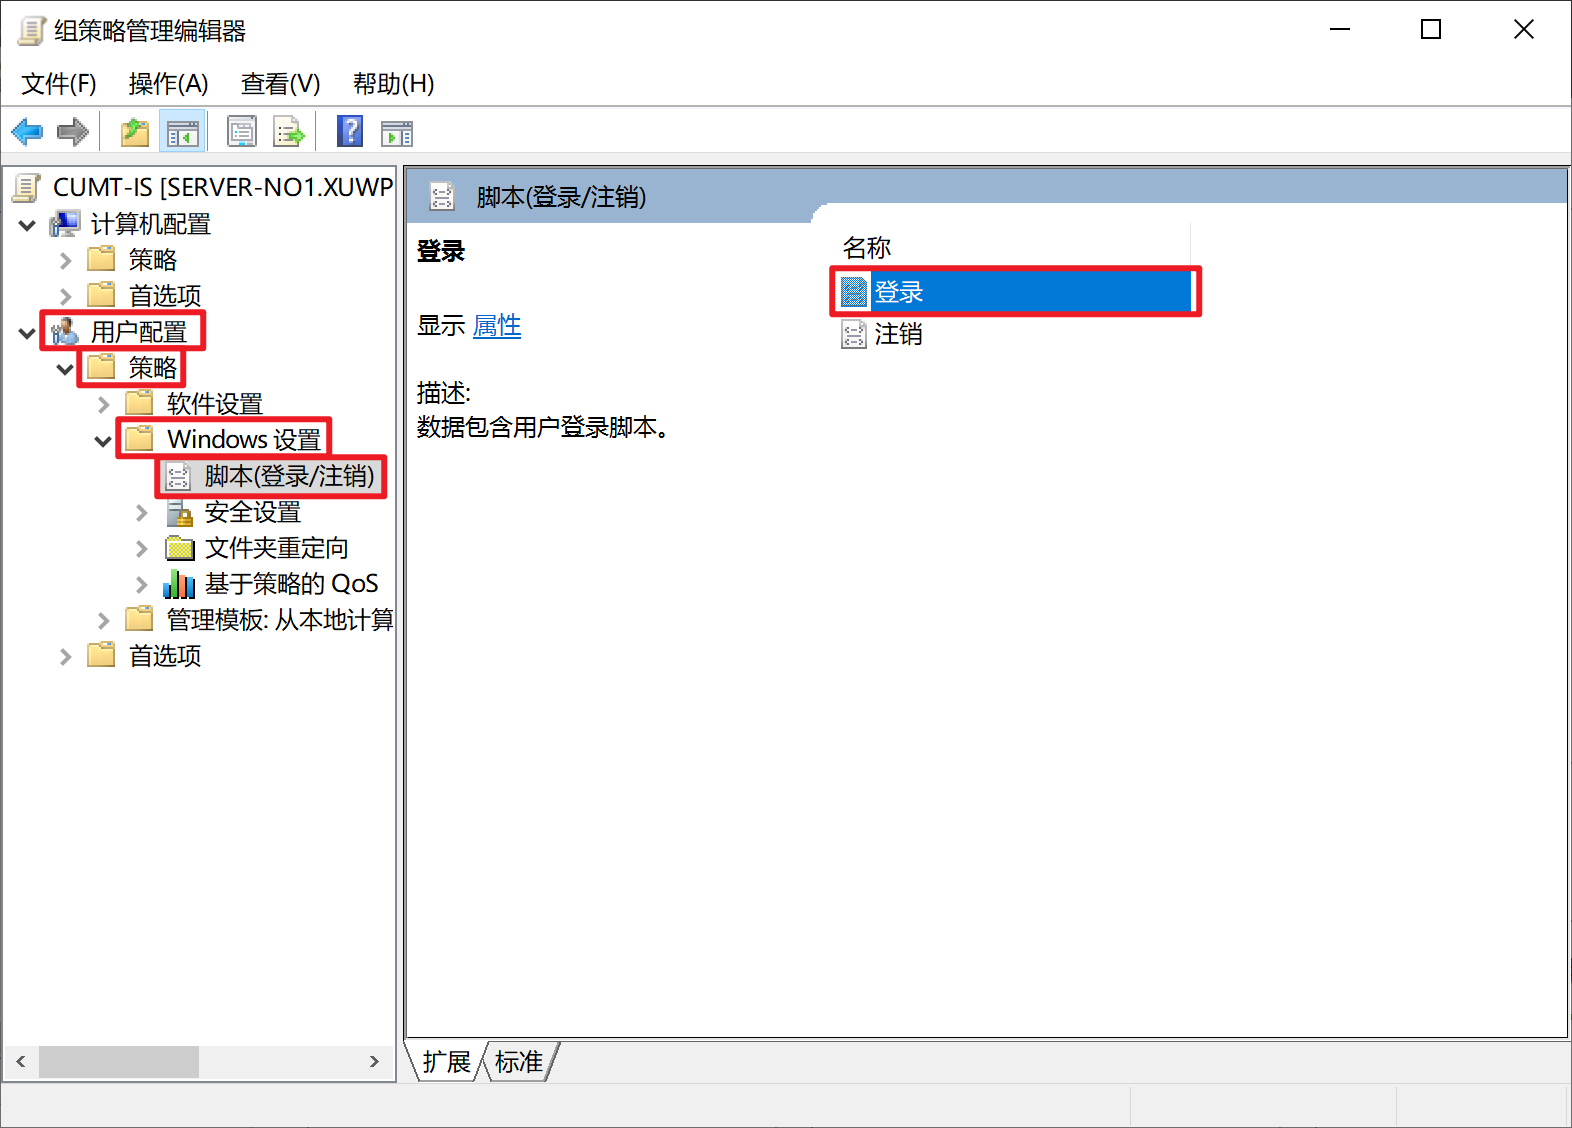 组策略管理编辑器
文件(F) 操作(A) 查看(V) 帮助(H)
CUMT-IS [SERVER-NO1.XUWP
计算机配置
策略
首选项
用户配置
策略
软件设置
Windows 设置
脚本(登录/注销)
安全设置
文件夹重定向
基于策略的 QoS
管理模板: 从本地计算
首选项
脚本(登录/注销)
登录
显示 属性
描述:
数据包含用户登录脚本。
名称
登录
注销
扩展 标准